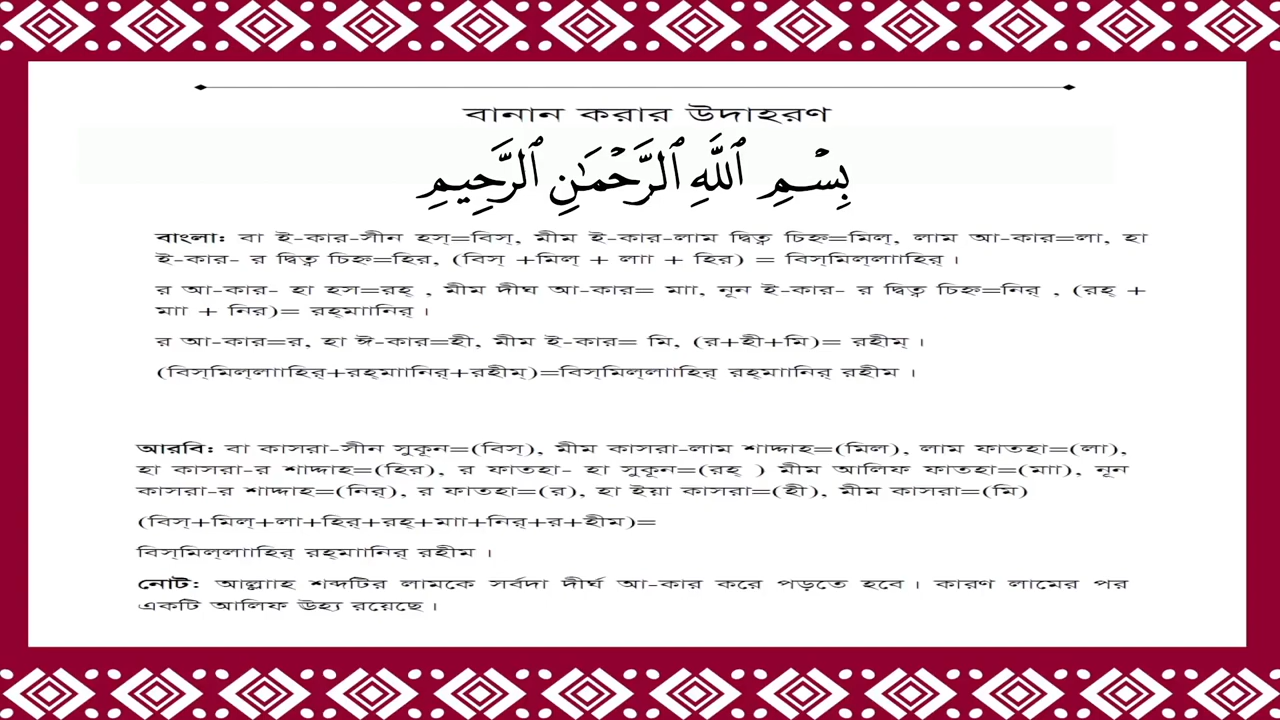 বানান করার উদাহরণ
بِسْمِ ٱللَّهِ ٱلرَّحْمَـٰنِ ٱلرَّحِيمِ
বাংলা: বা ই-কার-সীন হস্=বিস্, মীম ই-কার-লাম দ্বিত্ব চিহ্ন=মিল্, লাম আ-কার=লা, হা
ই-কার- র দ্বিত্ব চিহ্ন=হির, (বিস্ +মিল্ + লাা + হির) = বিস্‌মিল্‌লাাহির্ ।
র আ-কার- হা হস=রহ্ , মীম দীঘ আ-কার= মাা, নূন ই-কার- র দ্বিত্ব চিহ্ন=নির্ , (রহ্ +
মাা + নির)= রহ্‌মাানির্ ।
র আ-কার=র, হা ঈ-কার=হী, মীম ই-কার= মি, (র+হী+মি)= রহীম্ ।
(বিস্‌মিল্‌লাাহির্+রহ্‌মাানির্+রহীম্)=বিস্‌মিল্‌লাাহির্ রহ্‌মাানির্ রহীম ।
আরবি: বা কাসরা-সীন সুকূন=(বিস্), মীম কাসরা-লাম শাদ্দাহ=(মিল), লাম ফাতহা=(লা),
হা কাসরা-র শাদ্দাহ=(হির), র ফাতহা- হা সুকূন=(রহ্ ) মীম আলিফ ফাতহা=(মাা), নূন
কাসরা-র শাদ্দাহ=(নির্), র ফাতহা=(র), হা ইয়া কাসরা=(হী), মীম কাসরা=(মি)
(বিস্+মিল্+লা+হির্+রহ্+মাা+নির্+র+হীম)=
বিস্‌মিল্‌লাাহির্ রহ্‌মাানির্ রহীম ।
নোট: আল্লাাহ শব্দটির লামকে সর্বদা দীর্ঘ আ-কার করে পড়তে হবে। কারণ লামের পর
একটি আলিফ ঊহ্য রয়েছে।